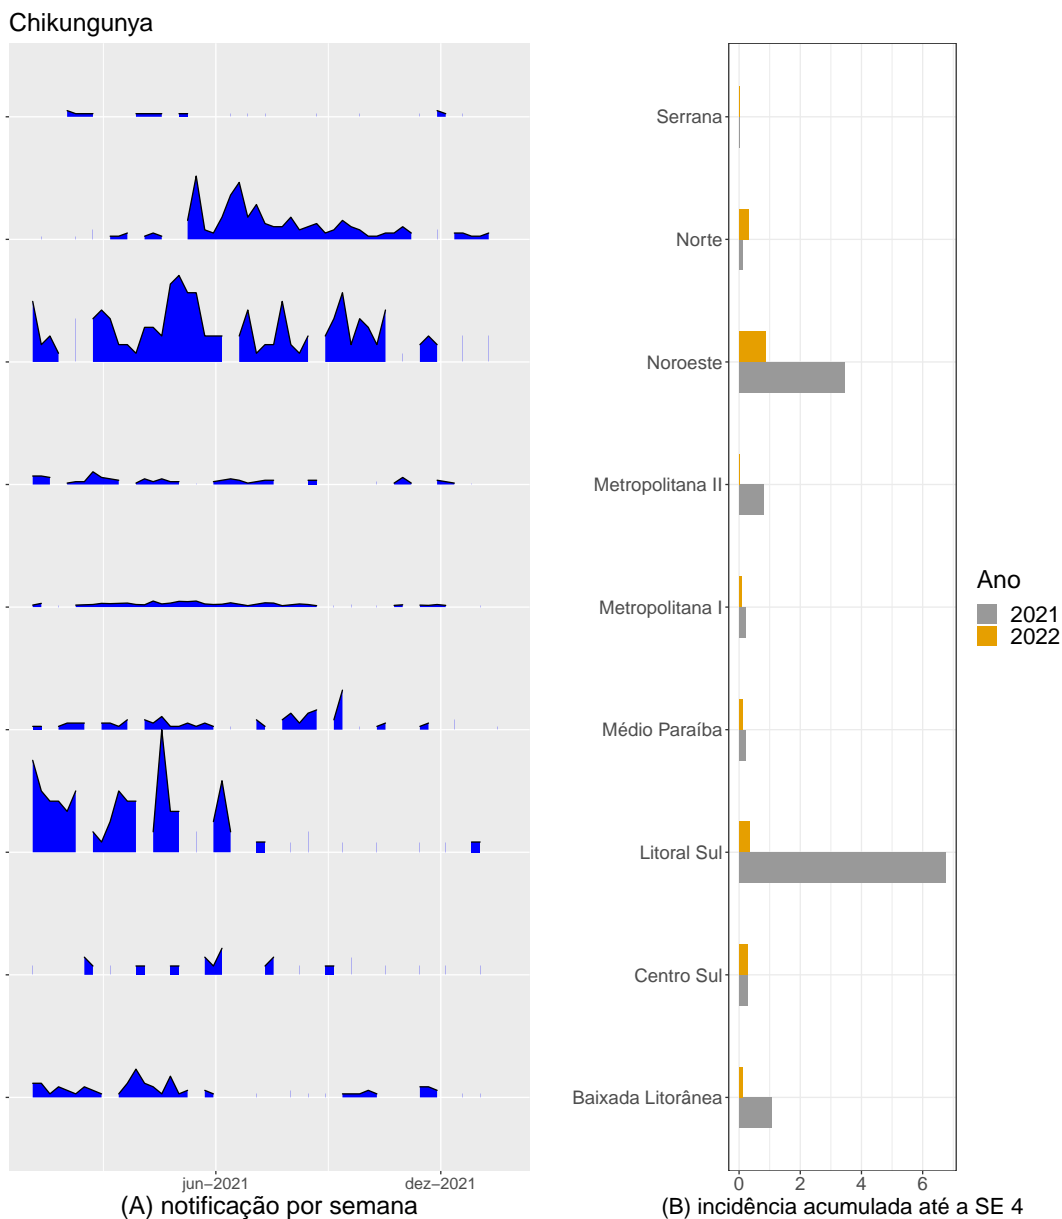 Chikungunya
Serrana
Norte
Noroeste
Metropolitana II
Metropolitana I
Médio Paraíba
Litoral Sul
Centro Sul
Baixada Litorânea
jun−2021
dez−2021
(A) notificação por semana
0
2
4
6
(B) incidência acumulada até a SE 4
Ano
2021
2022